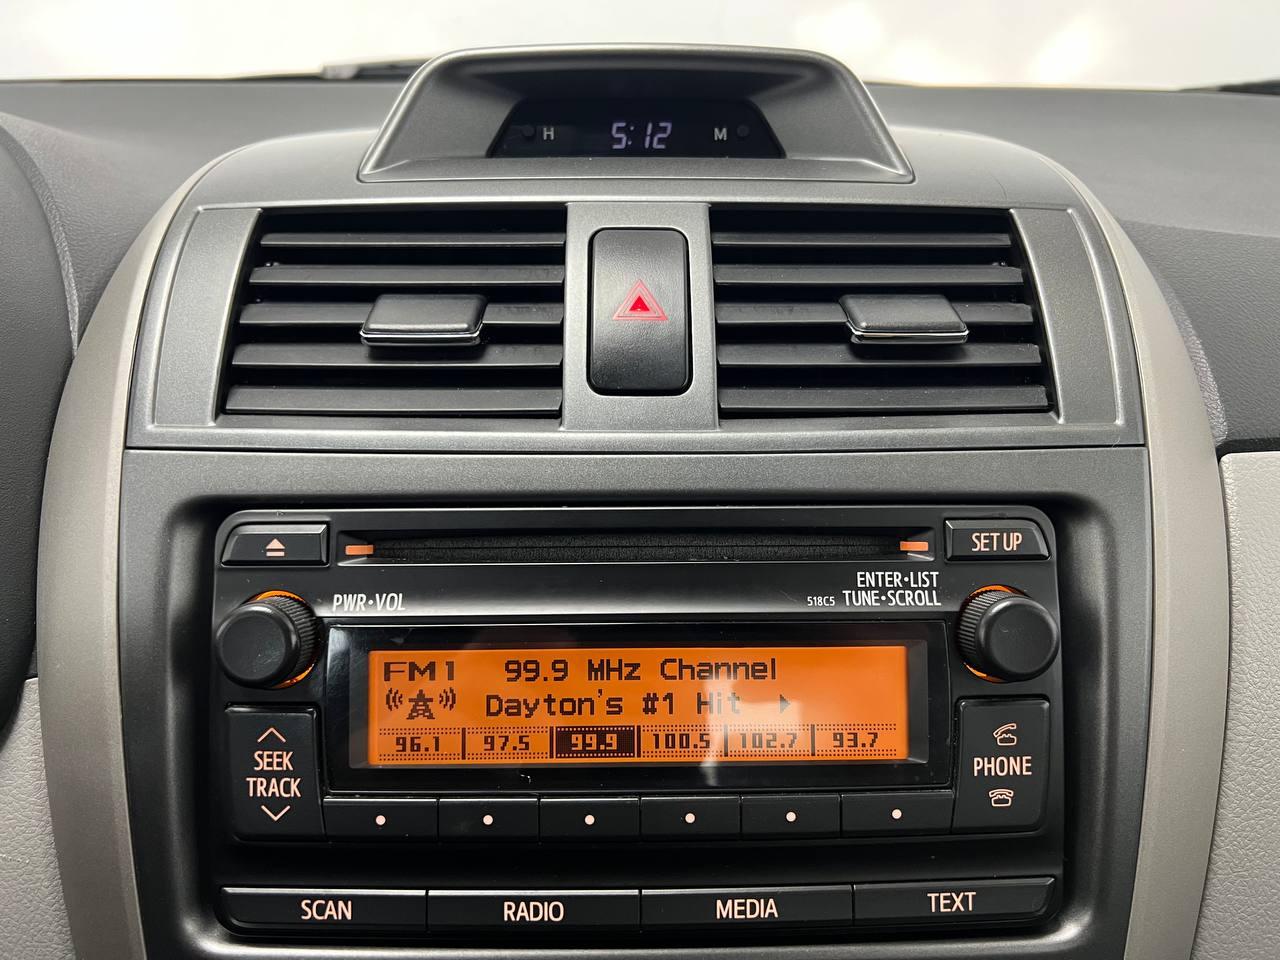 H 5:12 M
SET UP
ENTER•LIST
PWR•VOL 518C5 TUNE•SCROLL
FM1 99.9 MHz Channel
Dayton's #1 Hit
96.1 97.5 99.9 100.5 102.7 93.7
SEEK
TRACK
PHONE
SCAN RADIO MEDIA TEXT